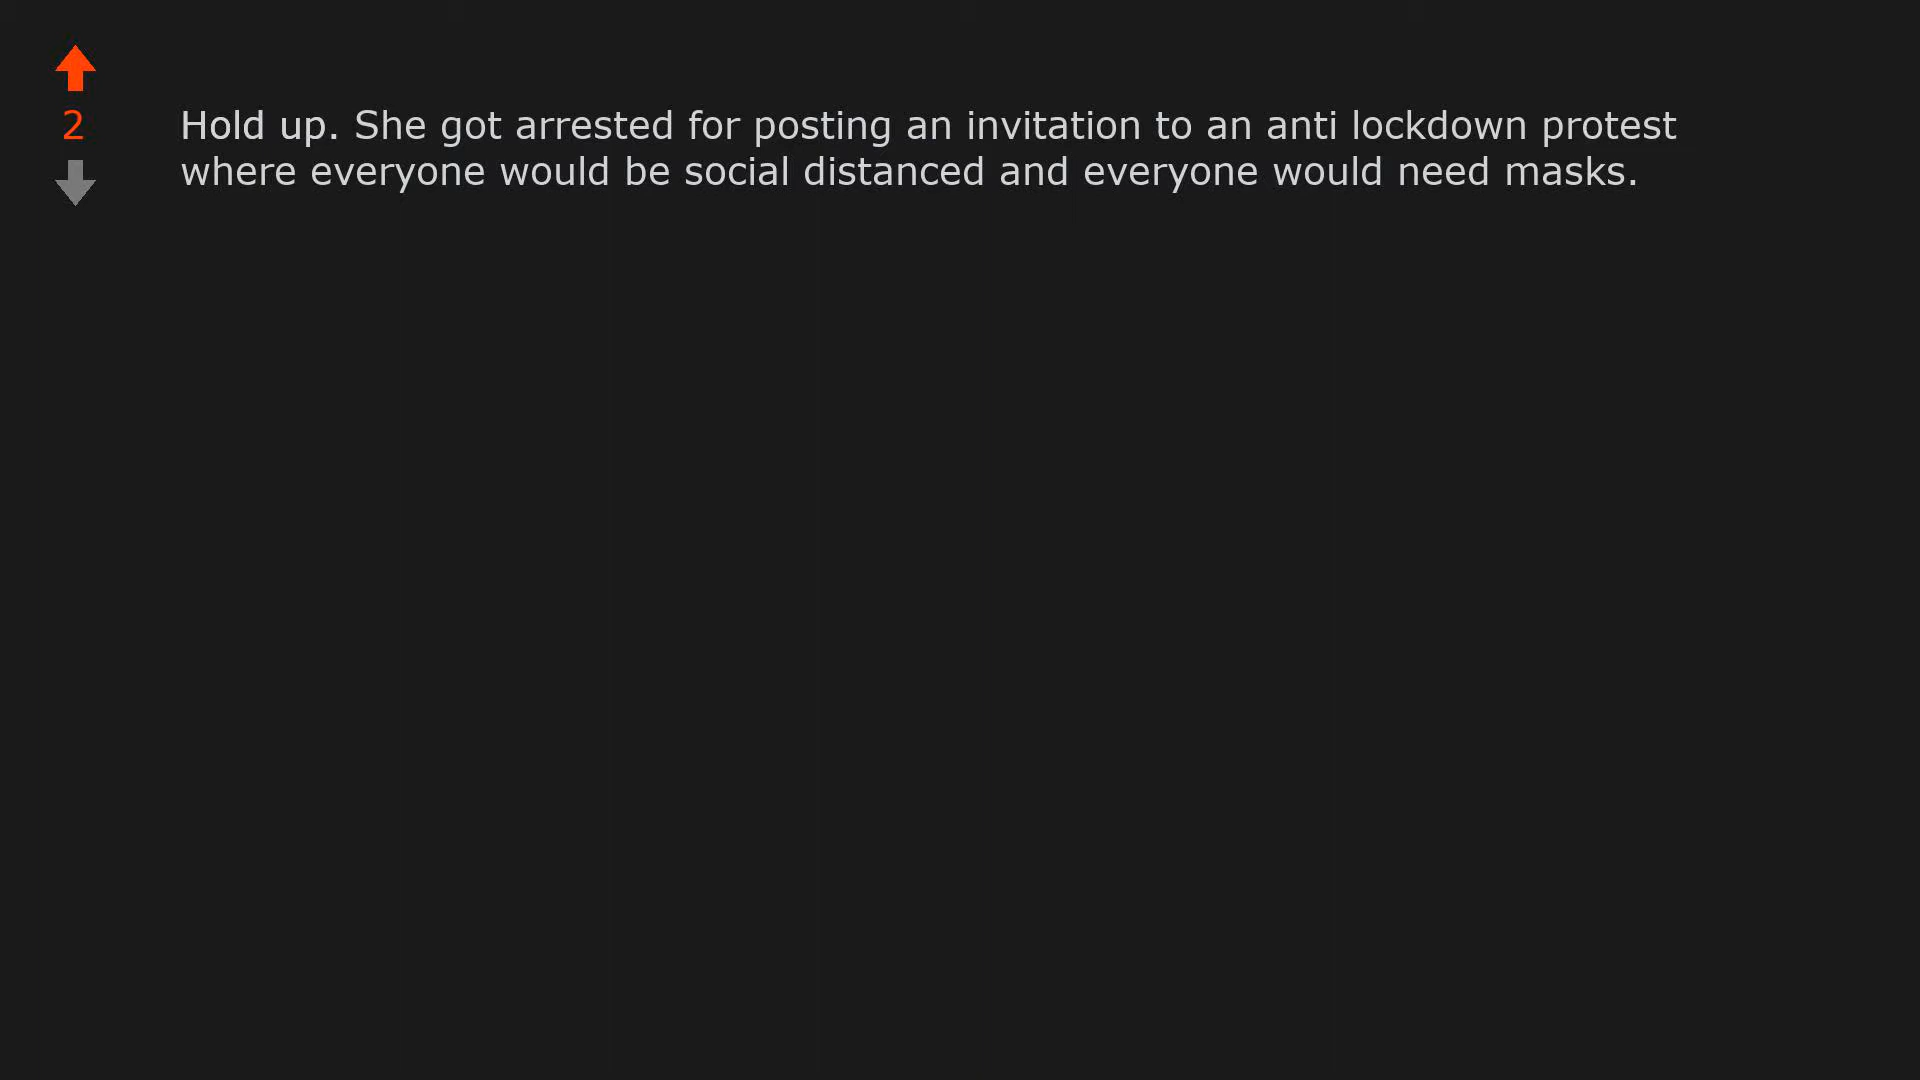 2
Hold up. She got arrested for posting an invitation to an anti lockdown protest
where everyone would be social distanced and everyone would need masks.